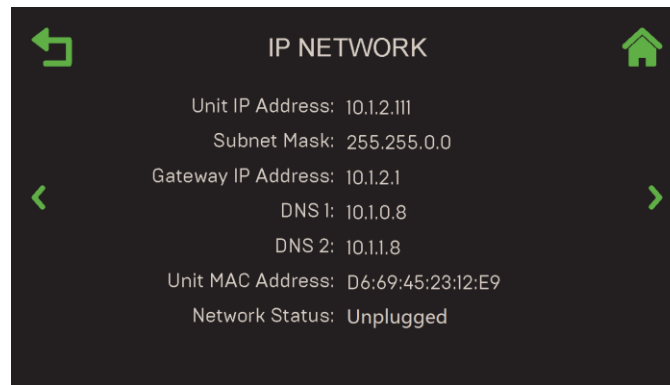 IP NETWORK
Unit IP Address: 10.1.2.111
Subnet Mask: 255.255.0.0
Gateway IP Address: 10.1.2.1
DNS 1: 10.1.0.8
DNS 2: 10.1.1.8
Unit MAC Address: D6:69:45:23:12:E9
Network Status: Unplugged